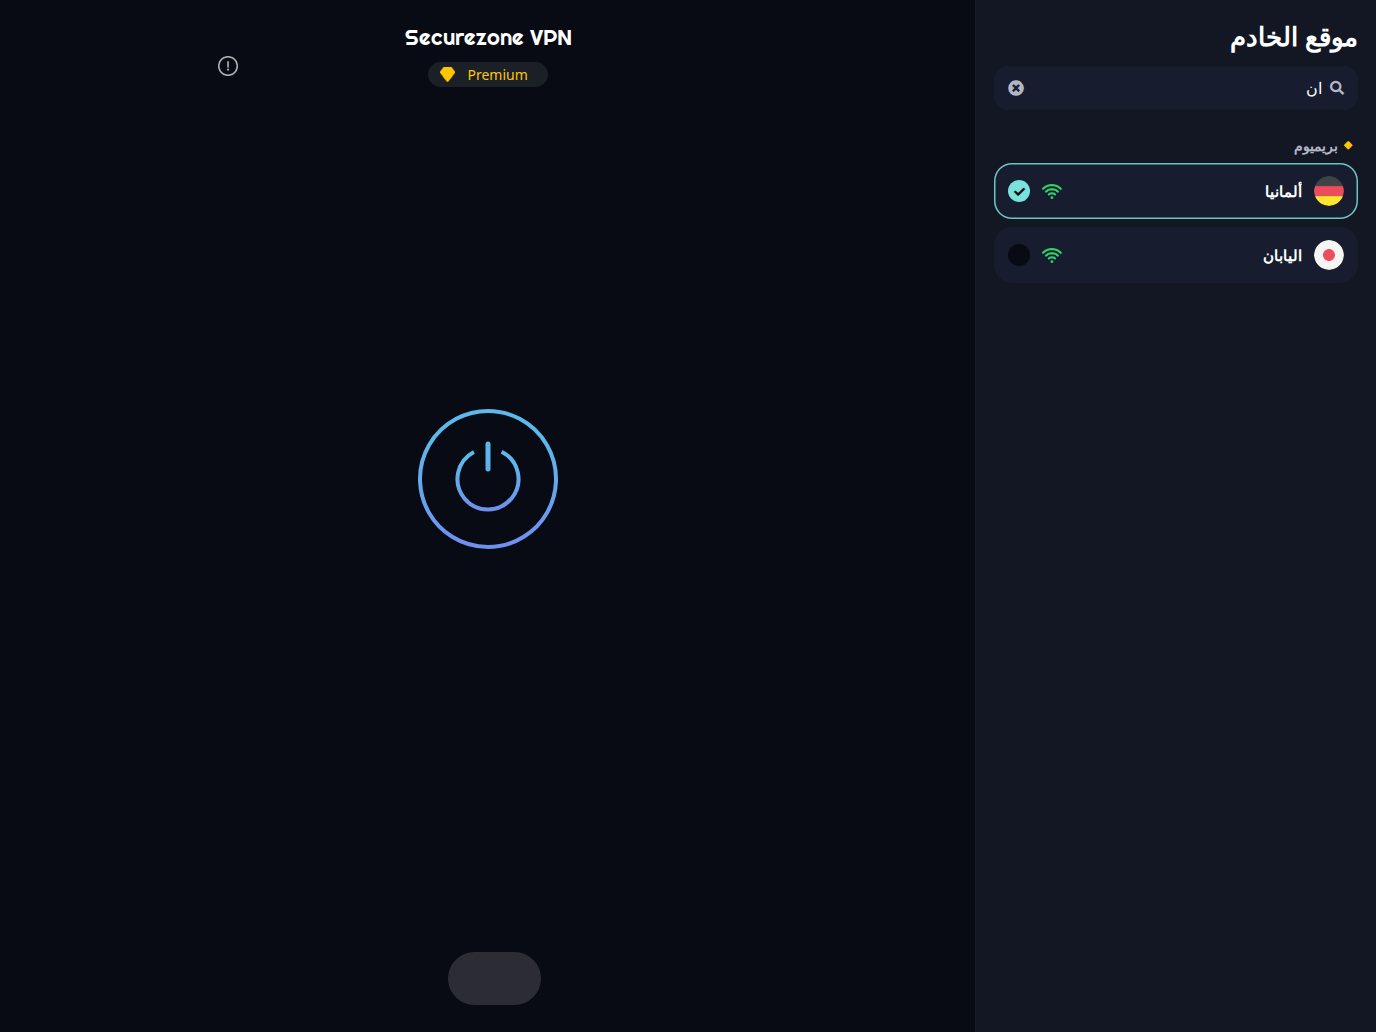 Securezone VPN
Premium
موقع الخادم
ان
بريميوم
ألمانيا
اليابان